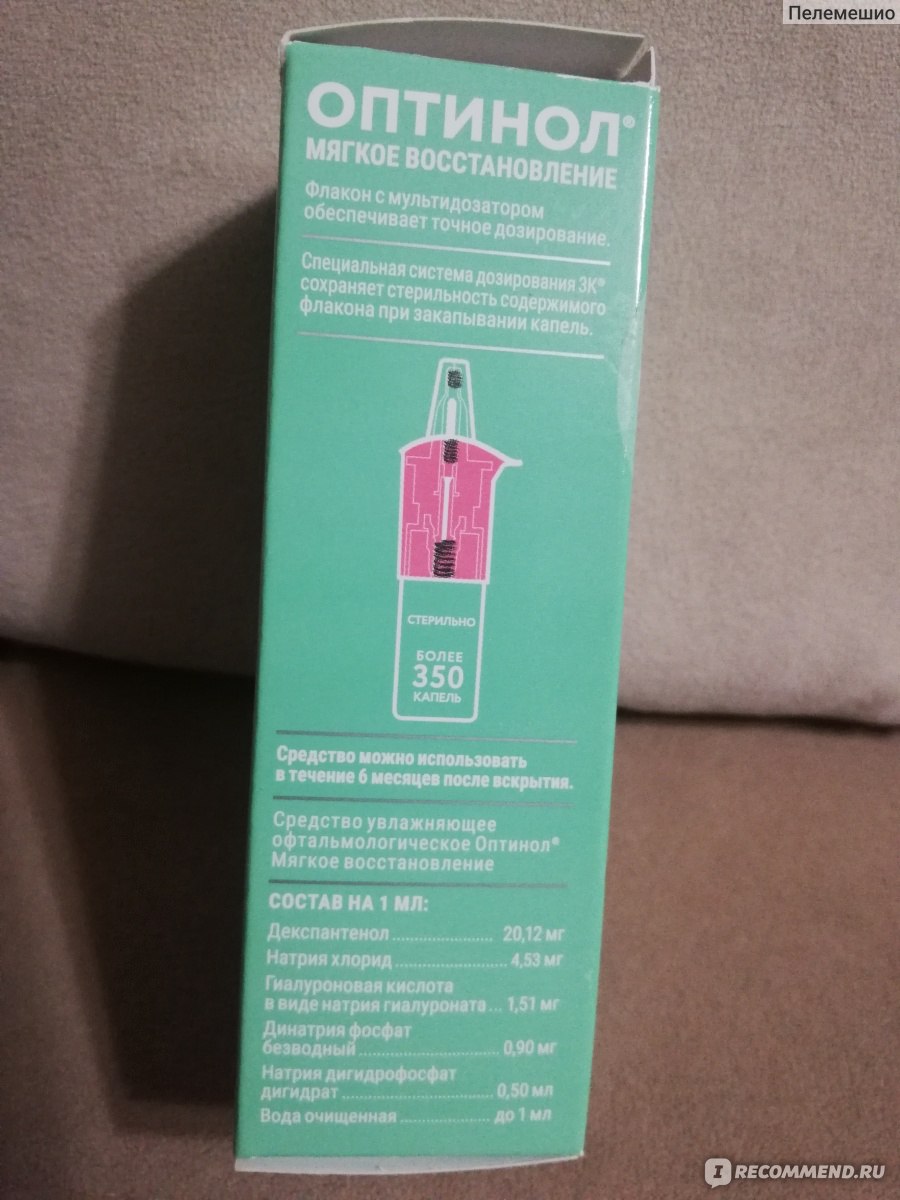 Пелемешио
ОПТИНОЛ®
МЯГКОЕ ВОССТАНОВЛЕНИЕ
Флакон с мультидозатором
обеспечивает точное дозирование.
Специальная система дозирования 3K®
сохраняет стерильность содержимого
флакона при закапывании капель.
СТЕРИЛЬНО
БОЛЕЕ
350
КАПЕЛЬ
Средство можно использовать
в течение 6 месяцев после вскрытия.
Средство увлажняющее
офтальмологическое Оптинол®
Мягкое восстановление
СОСТАВ НА 1 МЛ:
Декспантенол ........................ 20,12 мг
Натрия хлорид ........................ 4,53 мг
Гиалуроновая кислота
в виде натрия гиалуроната ... 1,51 мг
Динатрия фосфат
безводный ........................ 0,90 мг
Натрия дигидрофосфат
дигидрат ........................ 0,50 мл
Вода очищенная ........................ до 1 мл
IRECOMMEND.RU